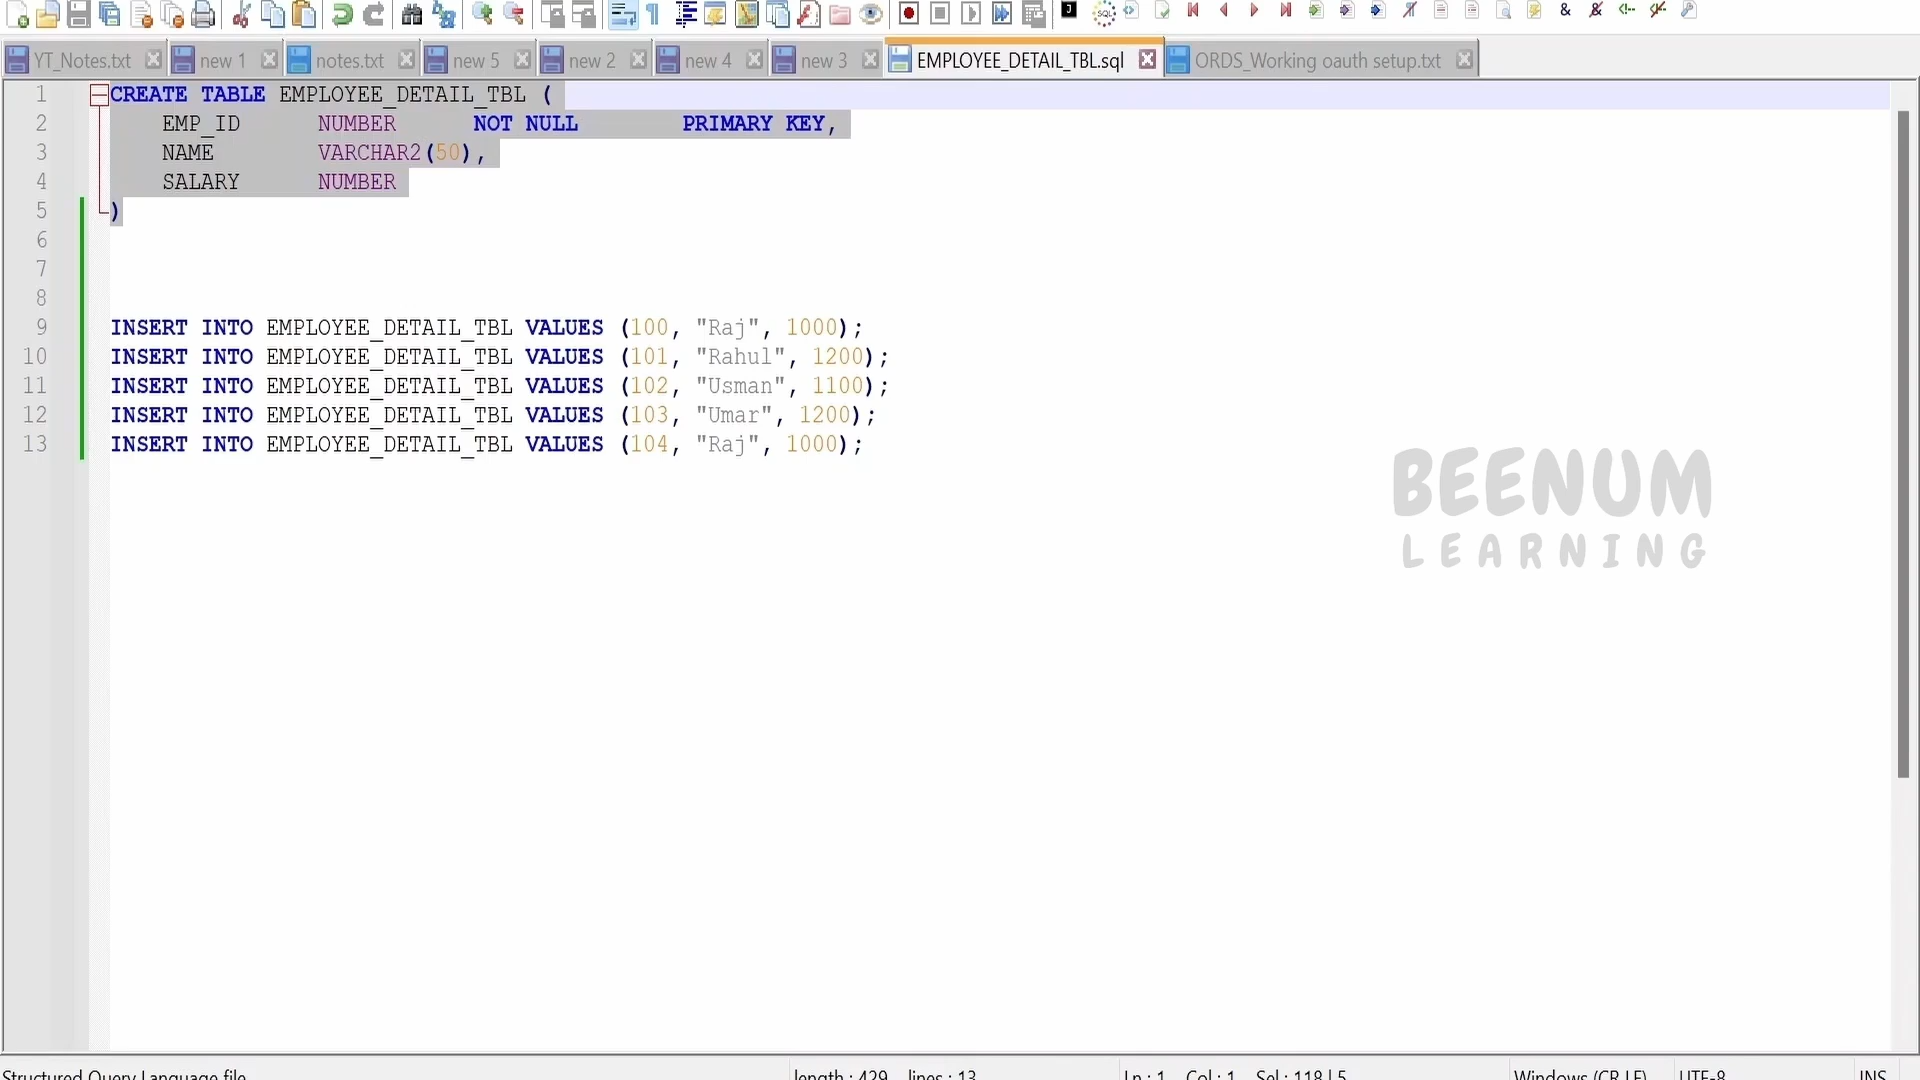 YT_Notes.txt new 1 notes.txt new 5 new 2 new 4 new 3 EMPLOYEE_DETAIL_TBL.sql ORDS_Working oauth setup.txt
1 CREATE TABLE EMPLOYEE_DETAIL_TBL (
2 EMP_ID NUMBER NOT NULL PRIMARY KEY,
3 NAME VARCHAR2(50),
4 SALARY NUMBER
5 )
6
7
8
9 INSERT INTO EMPLOYEE_DETAIL_TBL VALUES (100, "Raj", 1000);
10 INSERT INTO EMPLOYEE_DETAIL_TBL VALUES (101, "Rahul", 1200);
11 INSERT INTO EMPLOYEE_DETAIL_TBL VALUES (102, "Usman", 1100);
12 INSERT INTO EMPLOYEE_DETAIL_TBL VALUES (103, "Umar", 1200);
13 INSERT INTO EMPLOYEE_DETAIL_TBL VALUES (104, "Raj", 1000);
BEENUM
LEARNING
Structured Query Language file length : 429 lines : 13 Ln : 1 Col : 1 Sel : 118 | 5 Windows (CR LF) UTF-8 INS